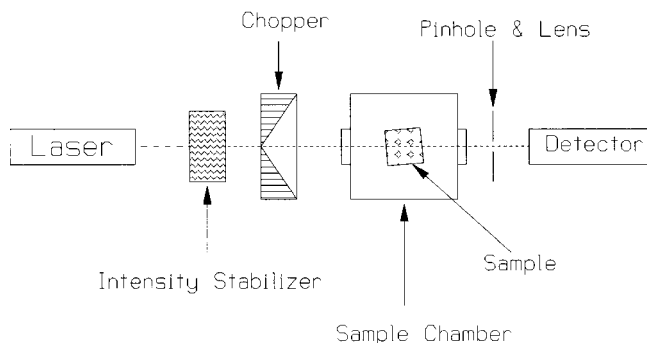 Chopper
Pinhole & Lens
Laser
Detector
Intensity Stabilizer
Sample
Sample Chamber